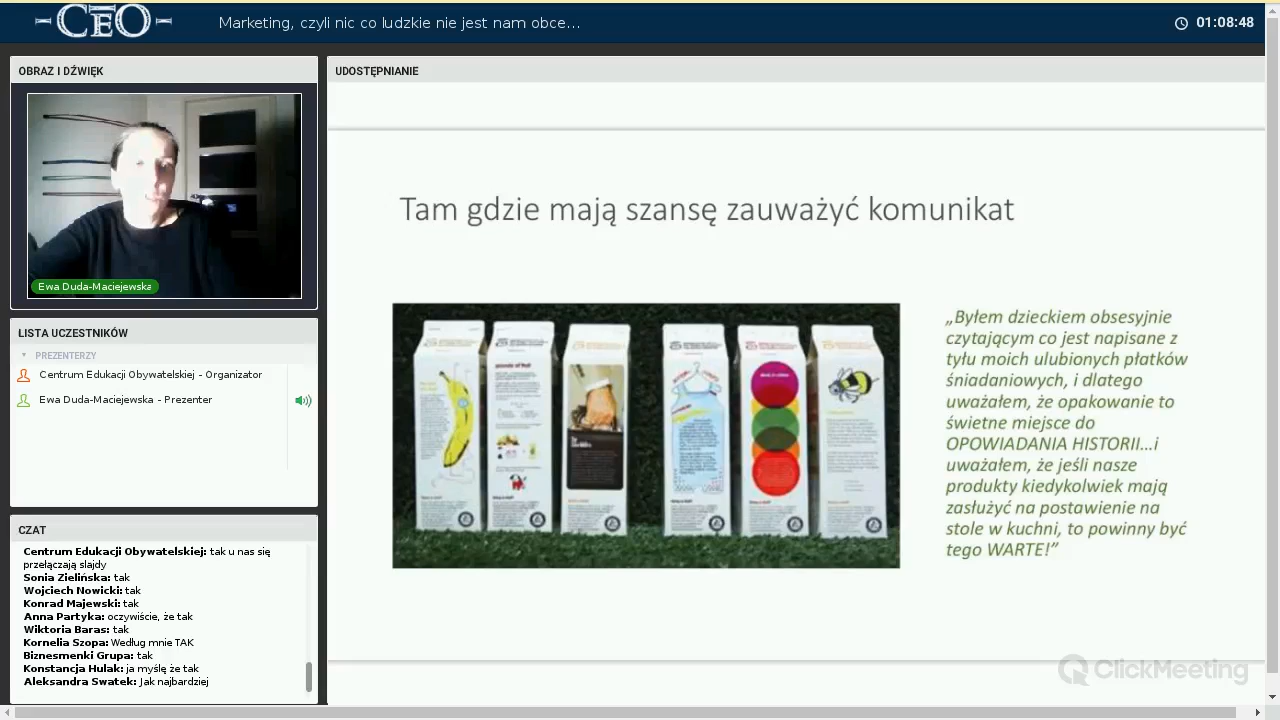 CEO
Marketing, czyli nic co ludzkie nie jest nam obce...
01:08:48
OBRAZ I DŹWIĘK
Ewa Duda-Maciejewska
LISTA UCZESTNIKÓW
PREZENTERZY
Centrum Edukacji Obywatelskiej - Organizator
Ewa Duda-Maciejewska - Prezenter
CZAT
Centrum Edukacji Obywatelskiej: tak u nas się
przełączają slajdy
Sonia Zielińska: tak
Wojciech Nowicki: tak
Konrad Majewski: tak
Anna Partyka: oczywiście, że tak
Wiktoria Baras: tak
Kornelia Szopa: Według mnie TAK
Biznesmenki Grupa: tak
Konstancja Hulak: ja myślę że tak
Aleksandra Swatek: Jak najbardziej
UDOSTĘPNIANIE
Tam gdzie mają szansę zauważyć komunikat
„Byłem dzieckiem obsesyjnie
czytającym co jest napisane z
tyłu moich ulubionych płatków
śniadaniowych, i dlatego
uważałem, że opakowanie to
świetne miejsce do
OPOWIADANIA HISTORII...i
uważałem, że jeśli nasze
produkty kiedykolwiek mają
zasłużyć na postawienie na
stole w kuchni, to powinny być
tego WARTE!”
ClickMeeting